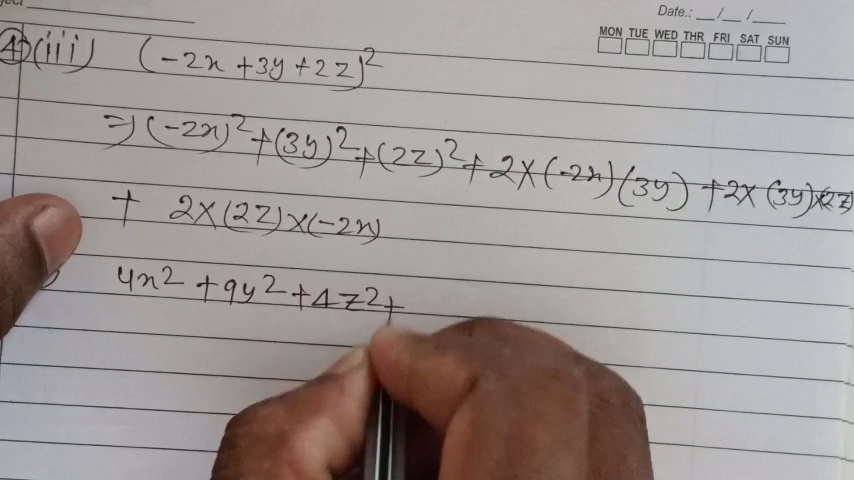 Date.: __/__/____
MON TUE WED THR FRI SAT SUN
4 (iii) (-2x +3y +2z)²
⇒ (-2x)² + (3y)² + (2z)² + 2×(-2x)(3y) + 2×(3y)×(2z)
+ 2×(2z)×(-2x)
4x² + 9y² + 4z² +